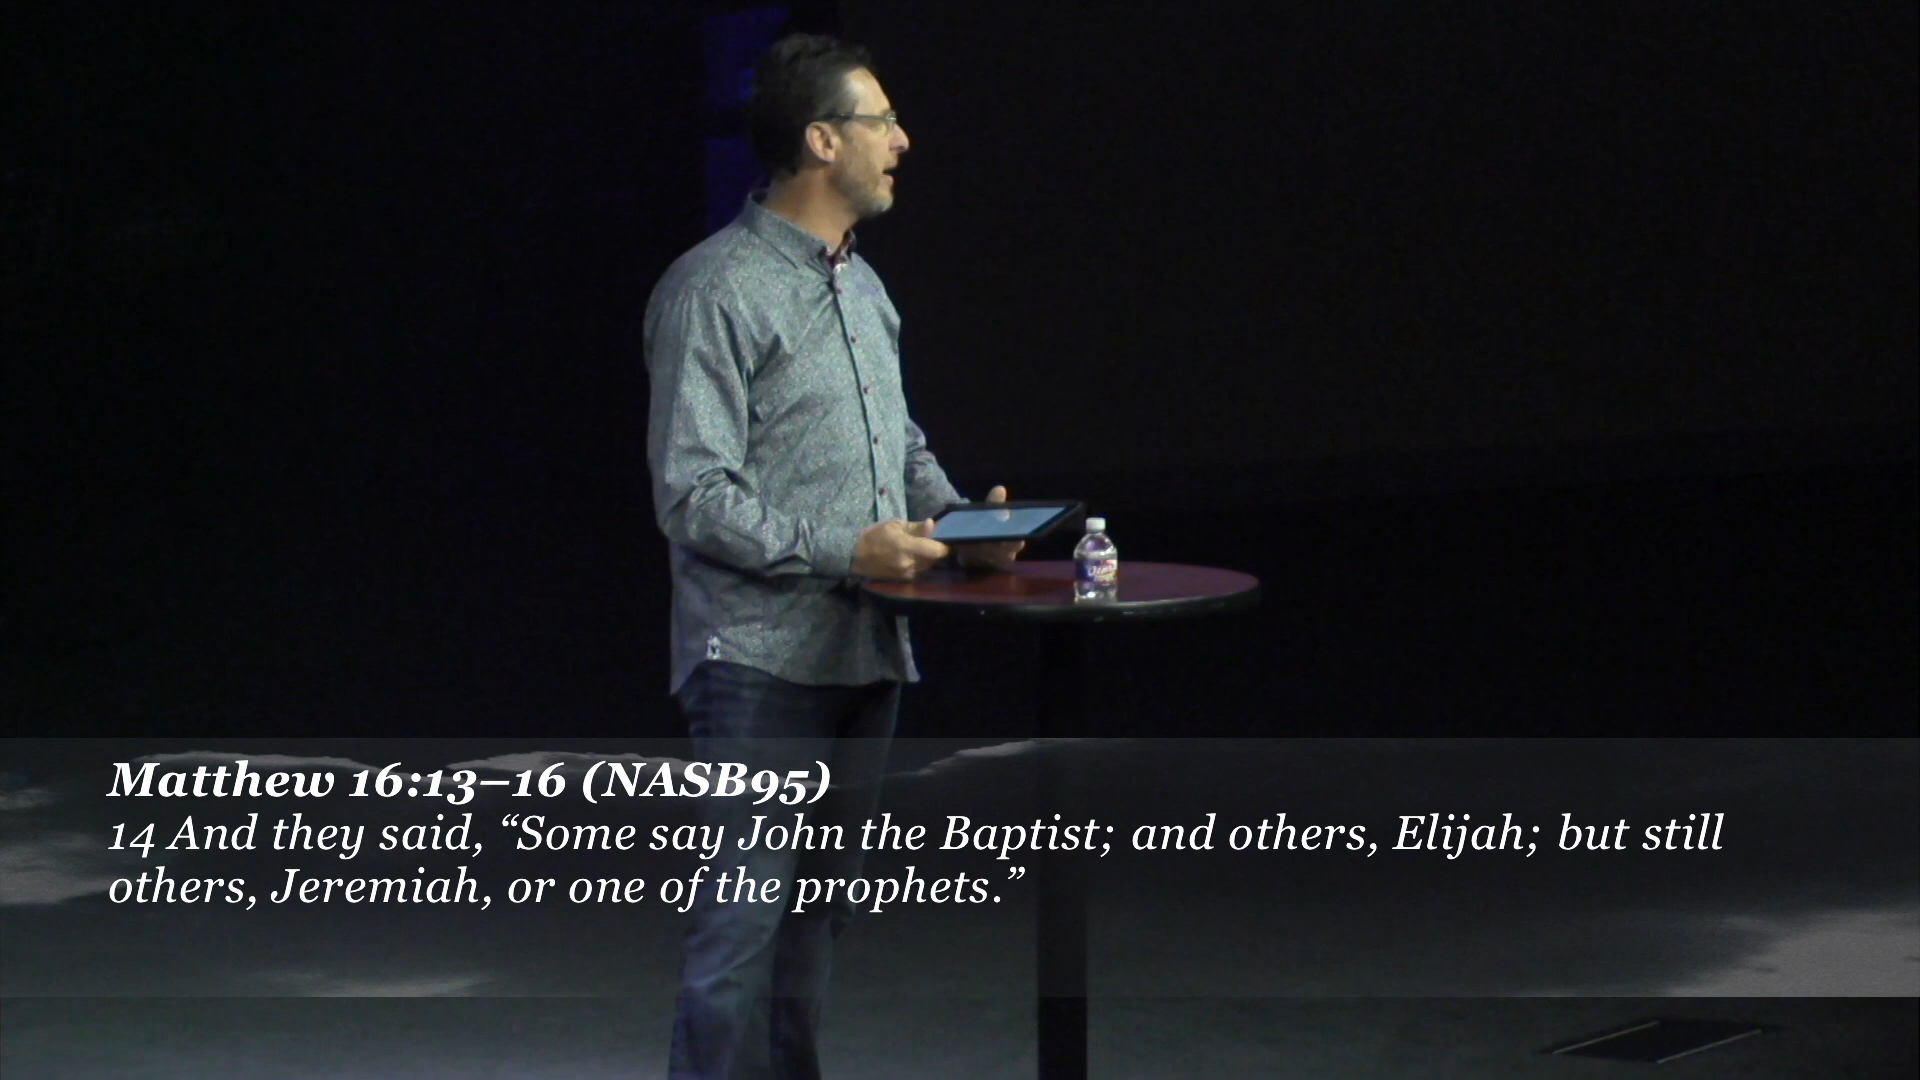 Matthew 16:13–16 (NASB95)
14 And they said, “Some say John the Baptist; and others, Elijah; but still
others, Jeremiah, or one of the prophets.”